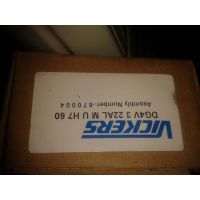 VICKERS
DG4V 3 22AL M U H7 60
Assembly Number:-870004